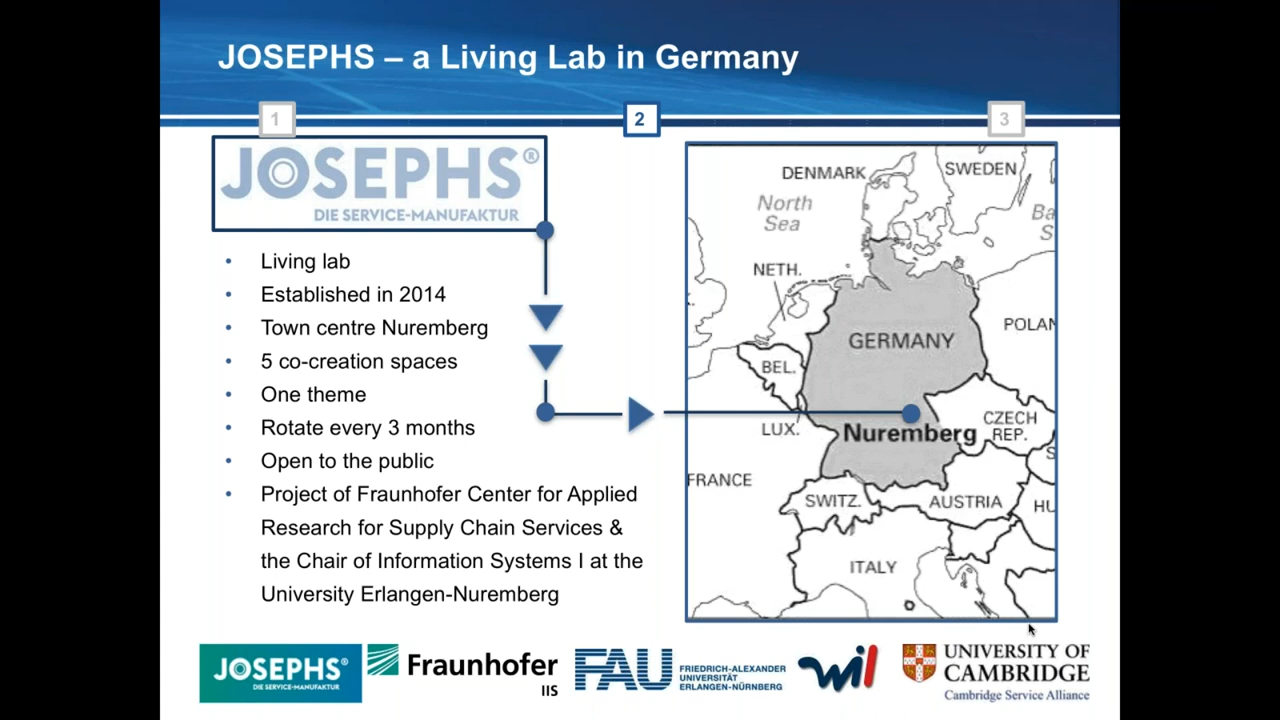 JOSEPHS – a Living Lab in Germany
1
2
3
JOSEPHS®
DIE SERVICE-MANUFAKTUR
• Living lab
• Established in 2014
• Town centre Nuremberg
• 5 co-creation spaces
• One theme
• Rotate every 3 months
• Open to the public
• Project of Fraunhofer Center for Applied
Research for Supply Chain Services &
the Chair of Information Systems I at the
University Erlangen-Nuremberg
DENMARK
SWEDEN
North
Sea
Ba
S
NETH.
POLAN
GERMANY
BEL.
LUX.
CZECH
REP.
Nuremberg
S
FRANCE
SWITZ.
AUSTRIA
HU
ITALY
JOSEPHS®
DIE SERVICE-MANUFAKTUR
Fraunhofer
IIS
FAU
FRIEDRICH-ALEXANDER
UNIVERSITÄT
ERLANGEN-NÜRNBERG
wil
UNIVERSITY OF
CAMBRIDGE
Cambridge Service Alliance